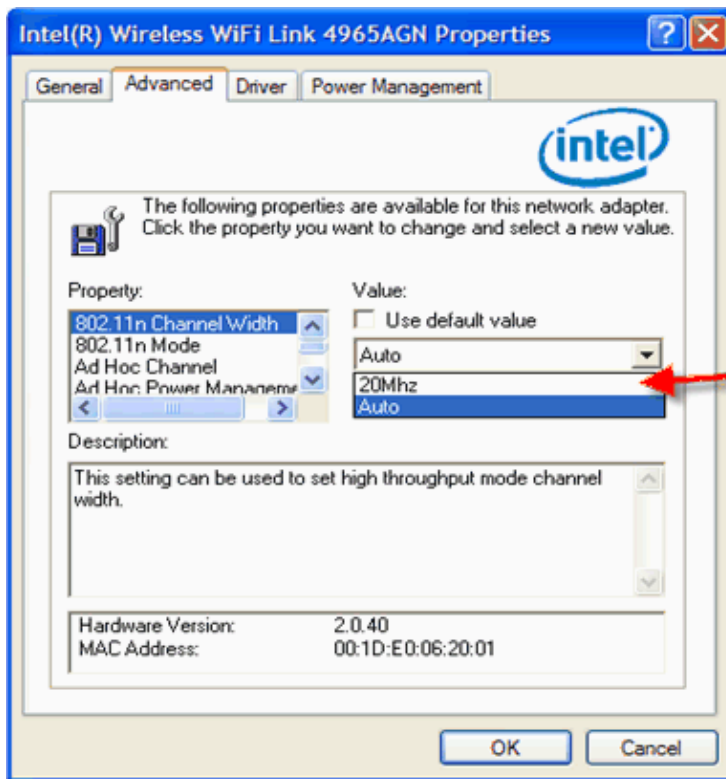 Intel(R) Wireless WiFi Link 4965AGN Properties
General Advanced Driver Power Management
intel
The following properties are available for this network adapter.
Click the property you want to change and select a new value.
Property:
802.11n Channel Width
802.11n Mode
Ad Hoc Channel
Ad Hoc Power Manageme
Value:
Use default value
Auto
20Mhz
Auto
Description:
This setting can be used to set high throughput mode channel
width.
Hardware Version: 2.0.40
MAC Address: 00:1D:E0:06:20:01
OK Cancel